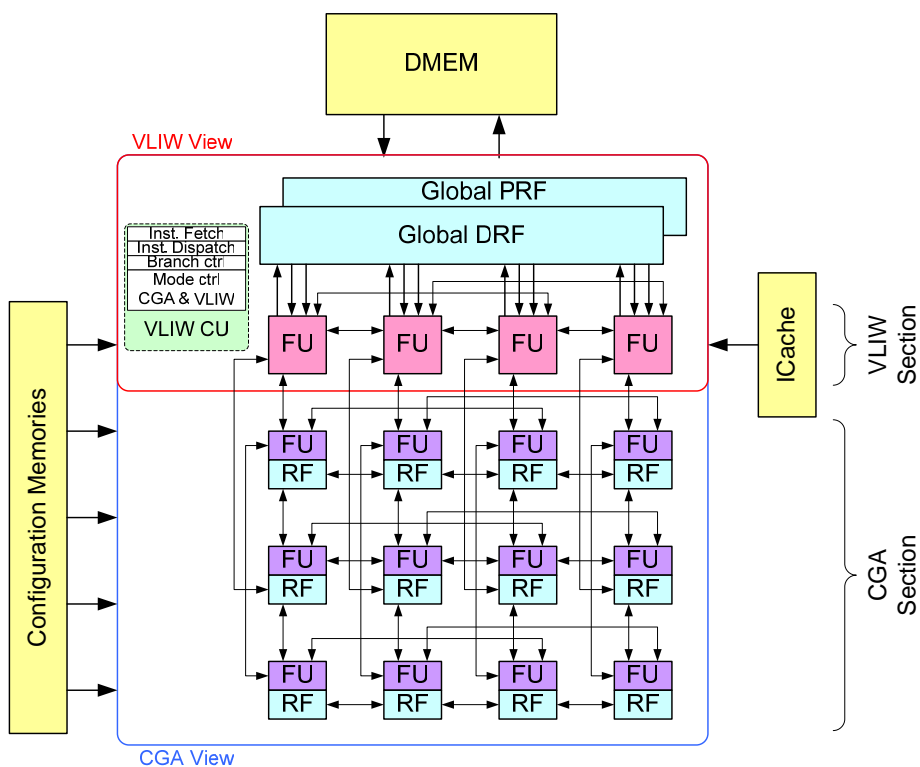 DMEM
VLIW View
Global PRF
Global DRF
Inst. Fetch
Inst. Dispatch
Branch ctrl
Mode ctrl
CGA & VLIW
VLIW CU
FU FU FU FU
ICache
VLIW
Section
Configuration Memories
FU FU FU FU
RF RF RF RF
FU FU FU FU
RF RF RF RF
FU FU FU FU
RF RF RF RF
CGA
Section
CGA View